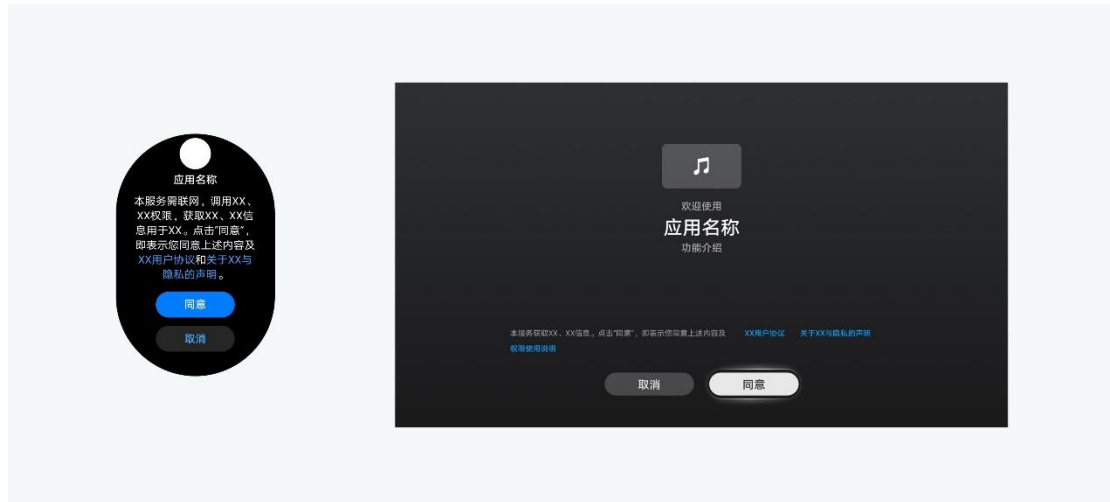 应用名称
本服务需联网，调用XX、
XX权限，获取XX、XX信
息用于XX。点击“同意”，
即表示您同意上述内容及
XX用户协议和关于XX与
隐私的声明。
同意
取消
欢迎使用
应用名称
功能介绍
本服务获取XX、XX信息。点击“同意”，即表示您同意上述内容及 XX用户协议 关于XX与隐私的声明
权限使用说明
取消 同意